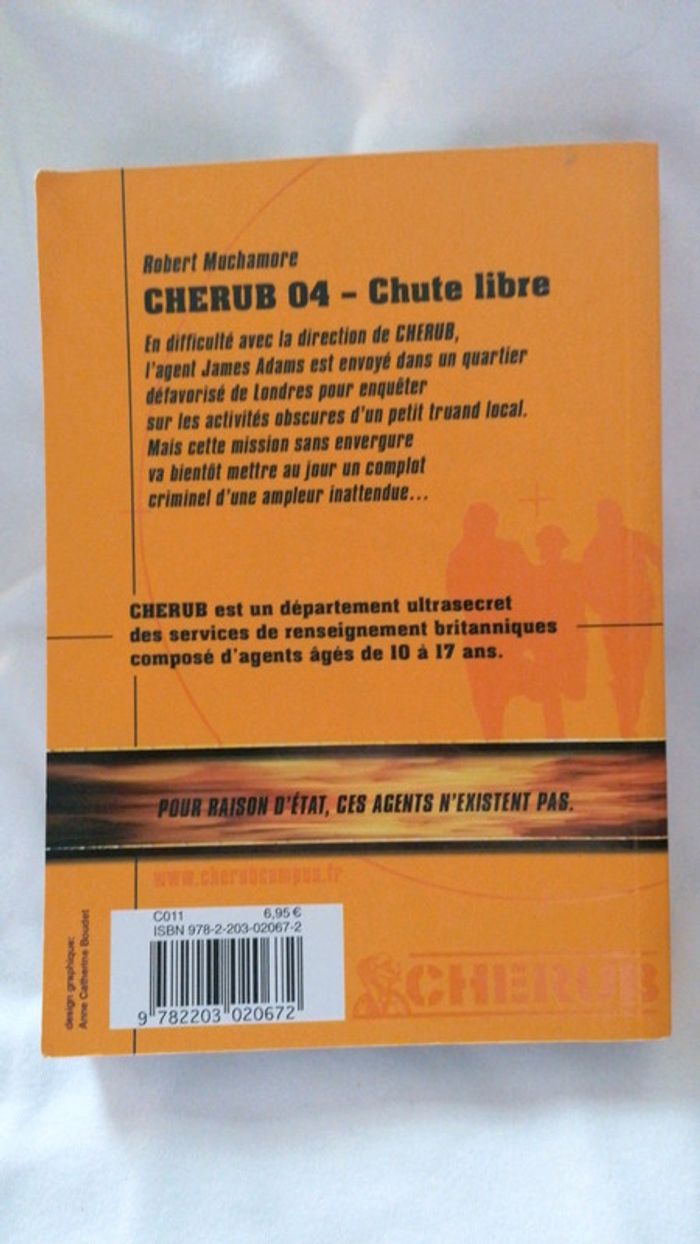 Robert Muchamore
CHERUB 04 – Chute libre
En difficulté avec la direction de CHERUB,
l'agent James Adams est envoyé dans un quartier
défavorisé de Londres pour enquêter
sur les activités obscures d'un petit truand local.
Mais cette mission sans envergure
va bientôt mettre au jour un complot
criminel d'une ampleur inattendue...
CHERUB est un département ultrasecret
des services de renseignement britanniques
composé d'agents âgés de 10 à 17 ans.
POUR RAISON D'ÉTAT, CES AGENTS N'EXISTENT PAS.
www.cherubcampus.fr
C011 6,95 €
ISBN 978-2-203-02067-2
9 782203 020672
design graphique:
Anne Catherine Boudet
CHERUB